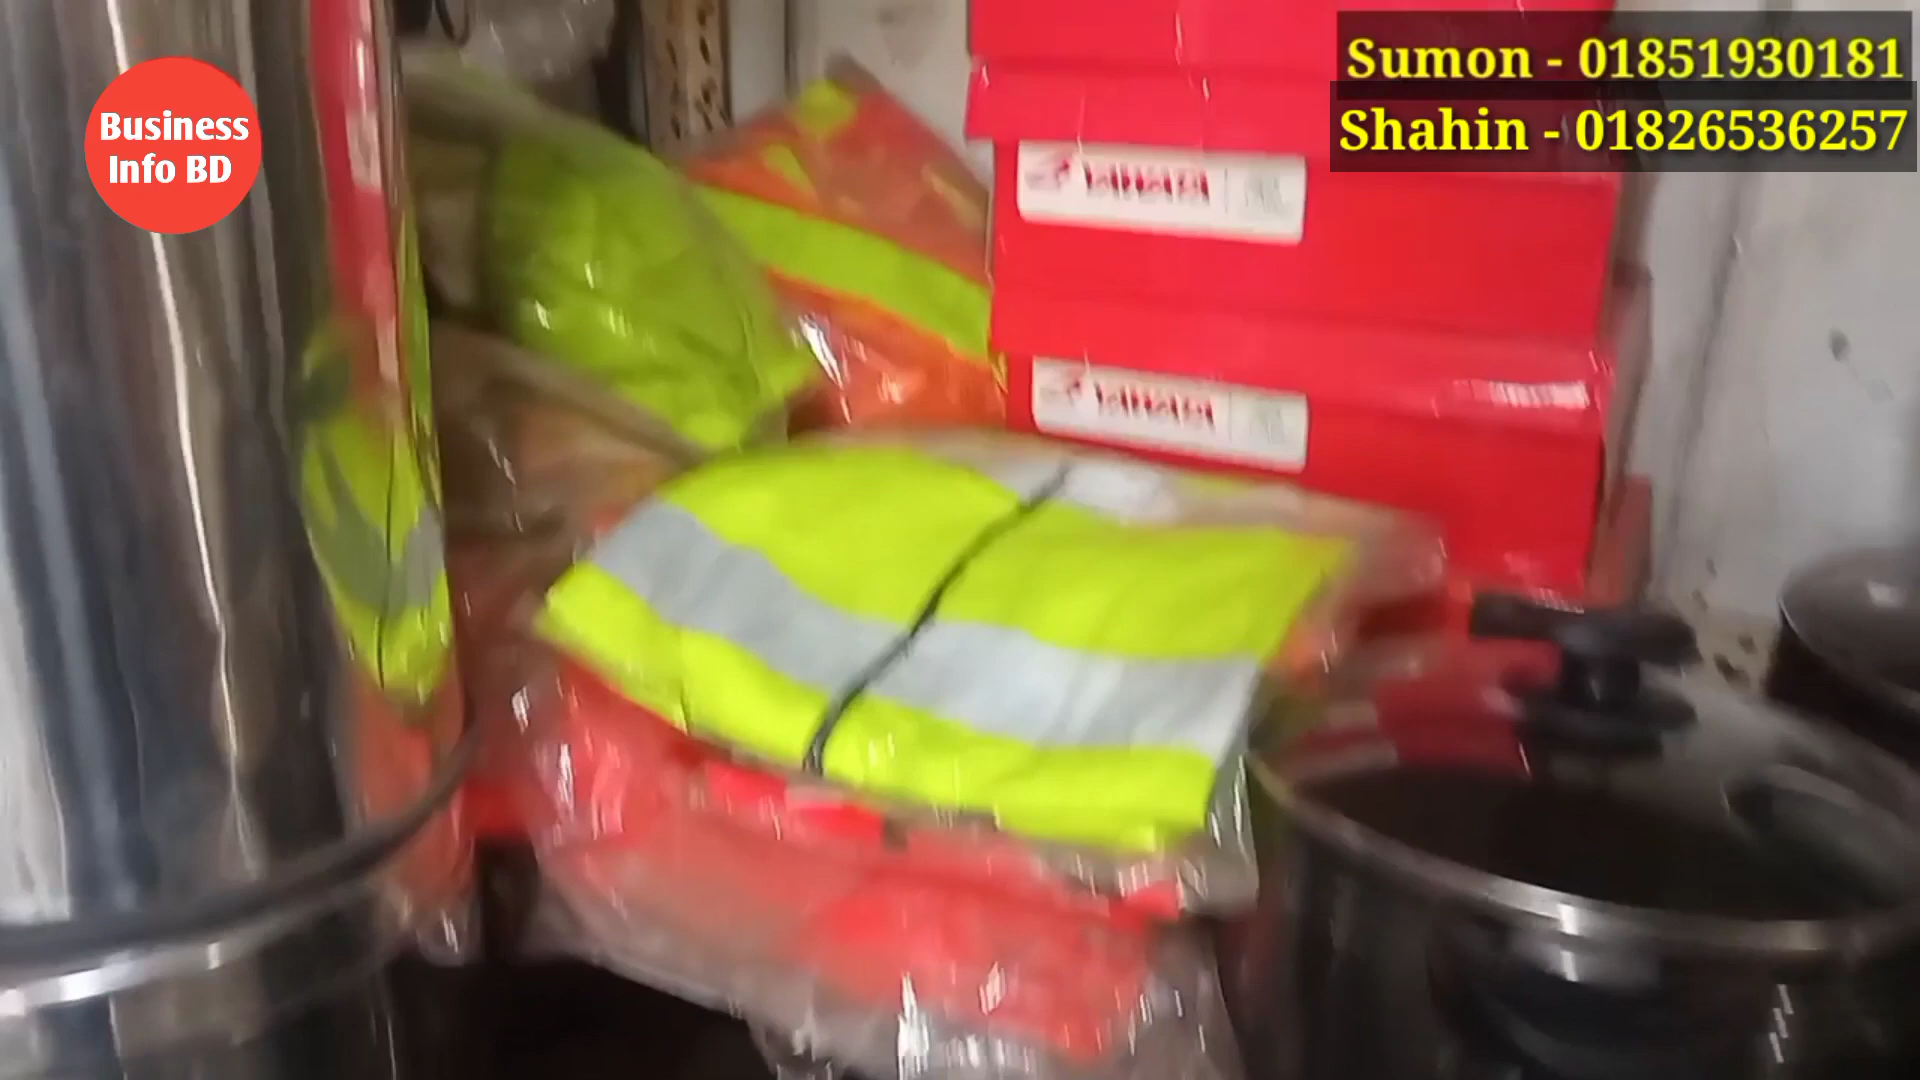 Business
Info BD
Sumon - 01851930181
Shahin - 01826536257